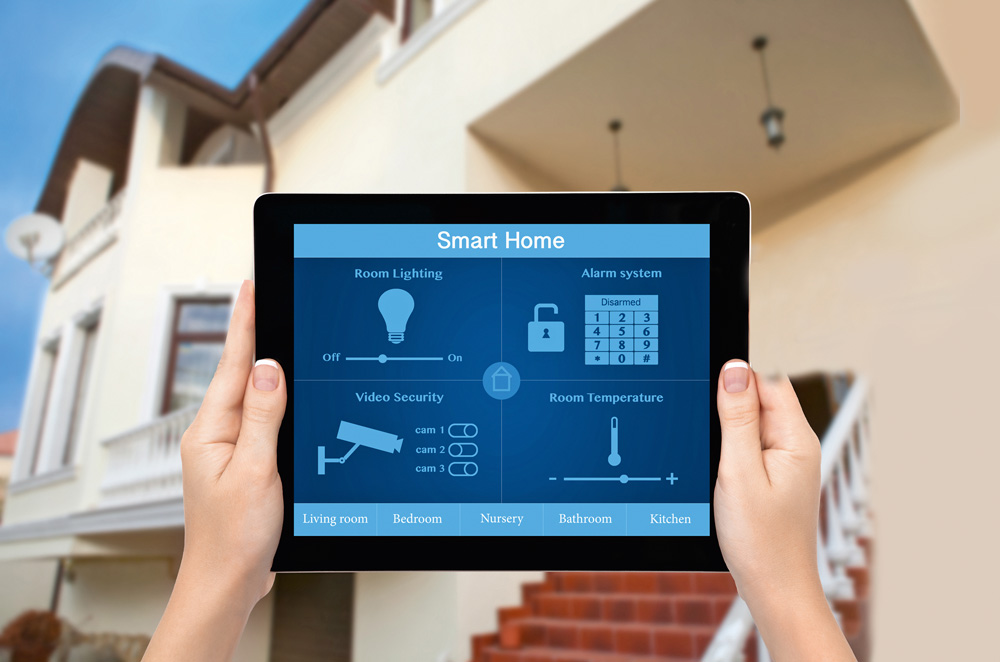 Smart Home
Room Lighting
Off On
Alarm system
Disarmed
1 2 3
4 5 6
7 8 9
* 0 #
Video Security
cam 1
cam 2
cam 3
Room Temperature
- +
Living room Bedroom Nursery Bathroom Kitchen